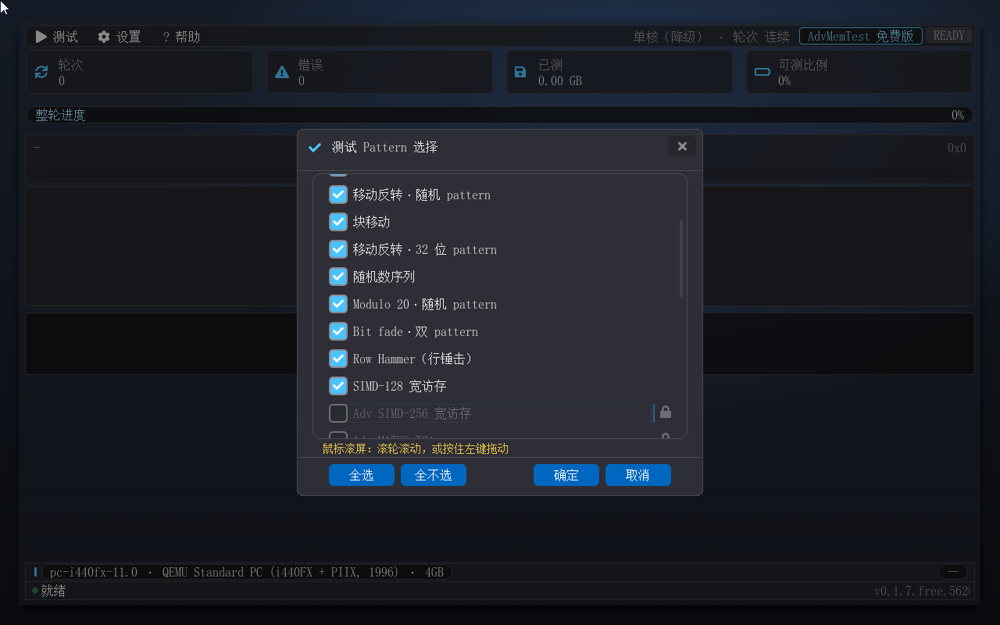 测试 设置 ? 帮助 单核（降级） · 轮次 连续 AdvMemTest 免费版 READY
轮次 错误 已测 可测比例
0 0 0.00 GB 0%
整轮进度 0%
— 0x0
测试 Pattern 选择
移动反转·随机 pattern
块移动
移动反转·32 位 pattern
随机数序列
Modulo 20·随机 pattern
Bit fade·双 pattern
Row Hammer（行锤击）
SIMD-128 宽访存
Adv SIMD-256 宽访存
鼠标滚屏：滚轮滚动，或按住左键拖动
全选 全不选 确定 取消
pc-i440fx-11.0 · QEMU Standard PC (i440FX + PIIX, 1996) · 4GB —
就绪 v0.1.7.free.562